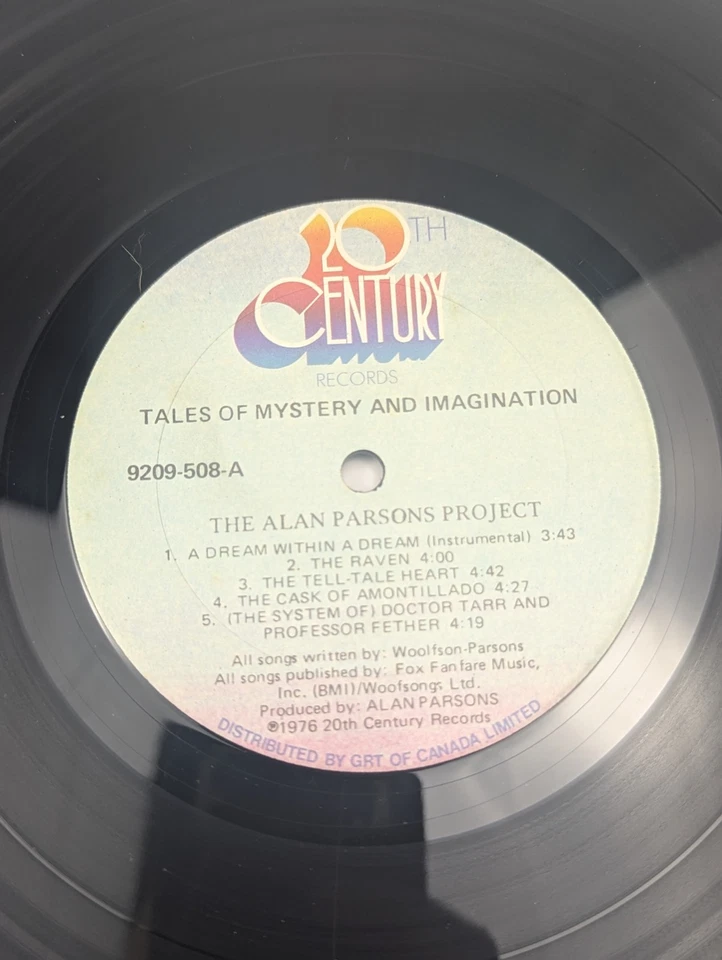 20TH
CENTURY
RECORDS
TALES OF MYSTERY AND IMAGINATION
9209-508-A
THE ALAN PARSONS PROJECT
1. A DREAM WITHIN A DREAM (Instrumental) 3:43
2. THE RAVEN 4:00
3. THE TELL-TALE HEART 4:42
4. THE CASK OF AMONTILLADO 4:27
5. (THE SYSTEM OF) DOCTOR TARR AND
PROFESSOR FETHER 4:19
All songs written by: Woolfson-Parsons
All songs published by: Fox Fanfare Music,
Inc. (BMI)/Woofsongs Ltd.
Produced by: ALAN PARSONS
℗1976 20th Century Records
DISTRIBUTED BY GRT OF CANADA LIMITED